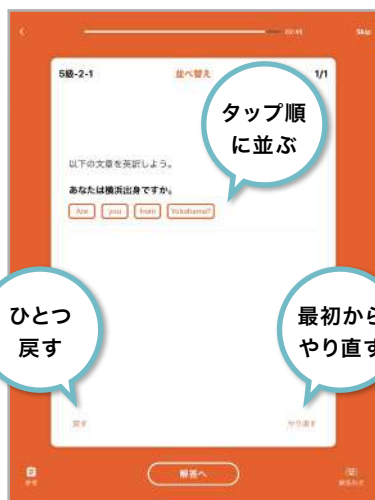 02:45 Skip
5級-2-1 並べ替え 1/1
タップ順
に並ぶ
以下の文章を英訳しよう。
あなたは横浜出身ですか。
Are you from Yokohama?
ひとつ
戻す
最初から
やり直す
戻す やり直す
解答へ